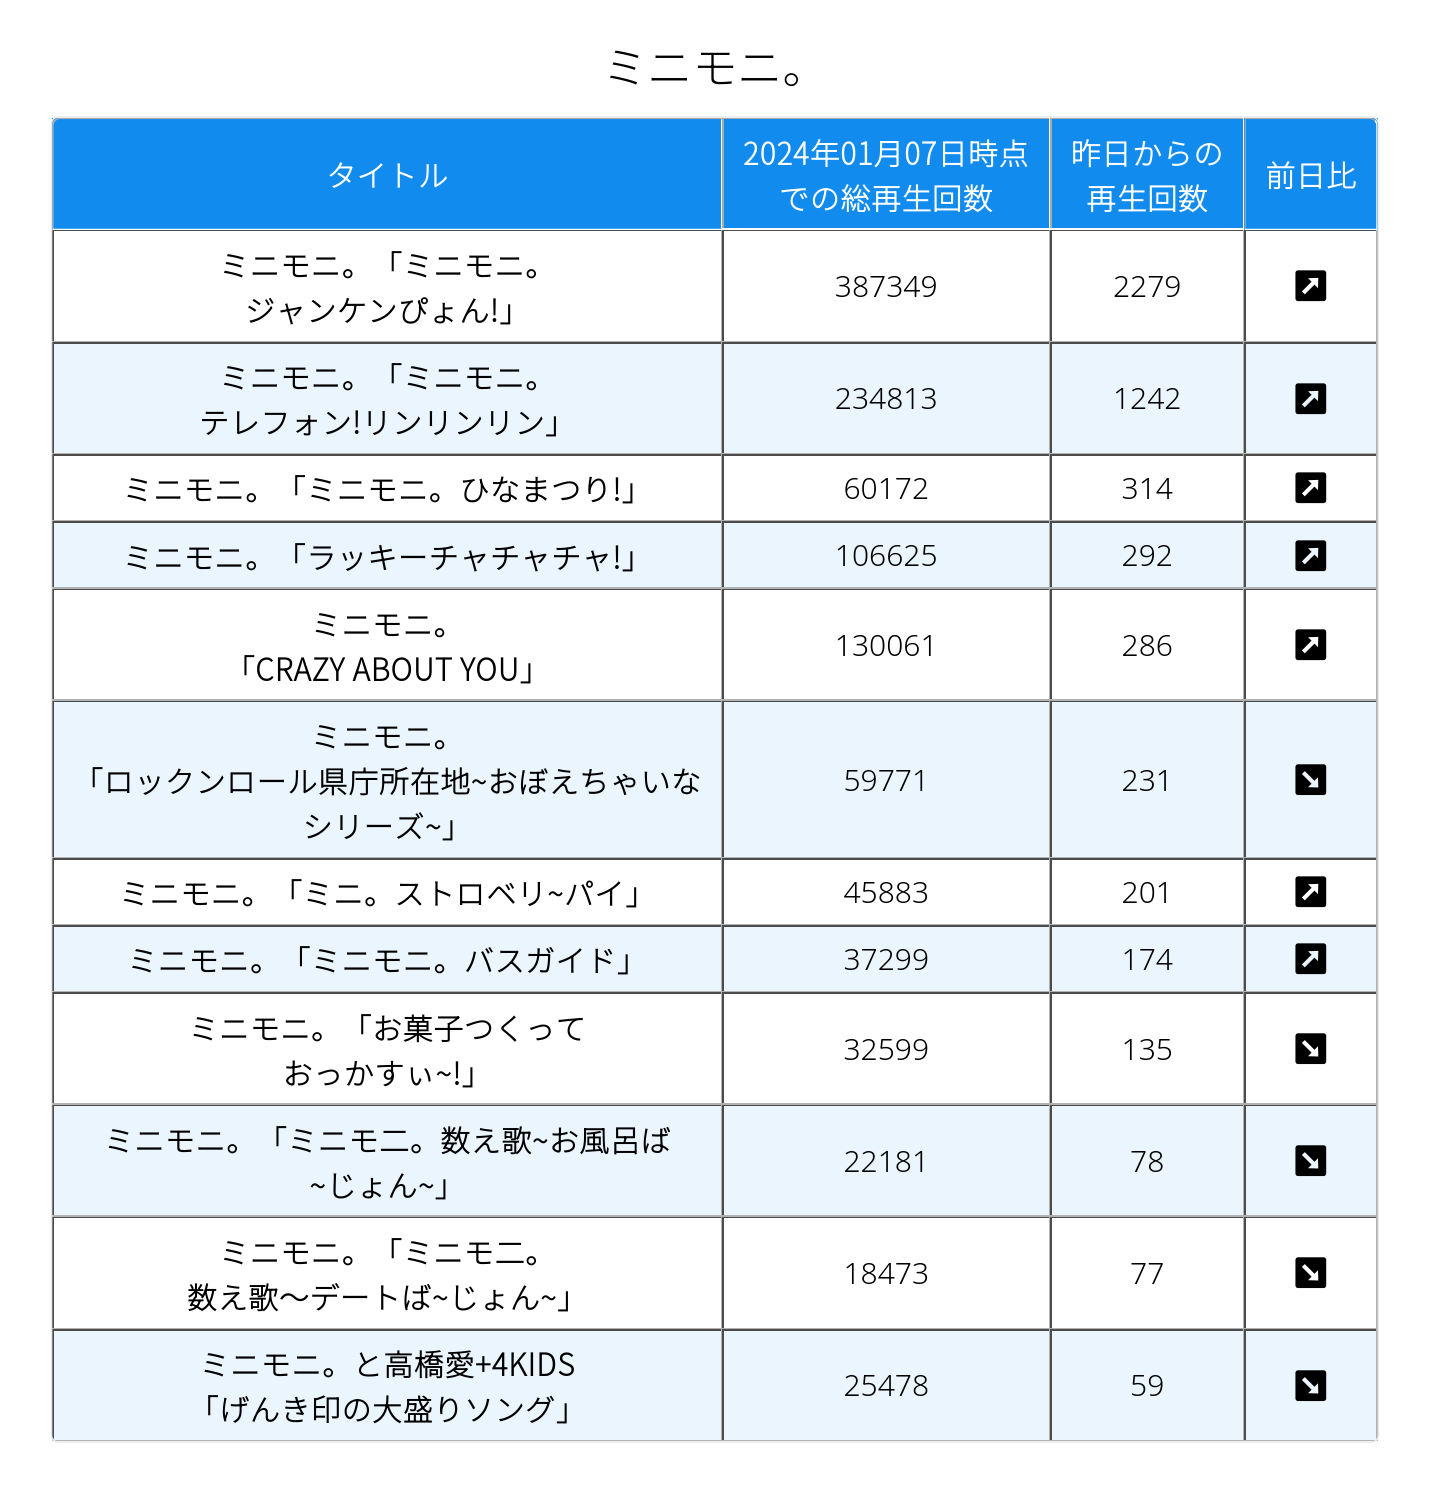 ミニモニ。
タイトル
2024年01月07日時点
での総再生回数
昨日からの
再生回数
前日比
ミニモニ。「ミニモニ。
ジャンケンぴょん!」
387349
2279
ミニモニ。「ミニモニ。
テレフォン!リンリンリン」
234813
1242
ミニモニ。「ミニモニ。ひなまつり!」
60172
314
ミニモニ。「ラッキーチャチャチャ!」
106625
292
ミニモニ。
「CRAZY ABOUT YOU」
130061
286
ミニモニ。
「ロックンロール県庁所在地~おぼえちゃいな
シリーズ~」
59771
231
ミニモニ。「ミニ。ストロベリ~パイ」
45883
201
ミニモニ。「ミニモニ。バスガイド」
37299
174
ミニモニ。「お菓子つくって
おっかすぃ~!」
32599
135
ミニモニ。「ミニモ二。数え歌~お風呂ば
~じょん~」
22181
78
ミニモニ。「ミニモ二。
数え歌〜デートば~じょん~」
18473
77
ミニモニ。と高橋愛+4KIDS
「げんき印の大盛りソング」
25478
59